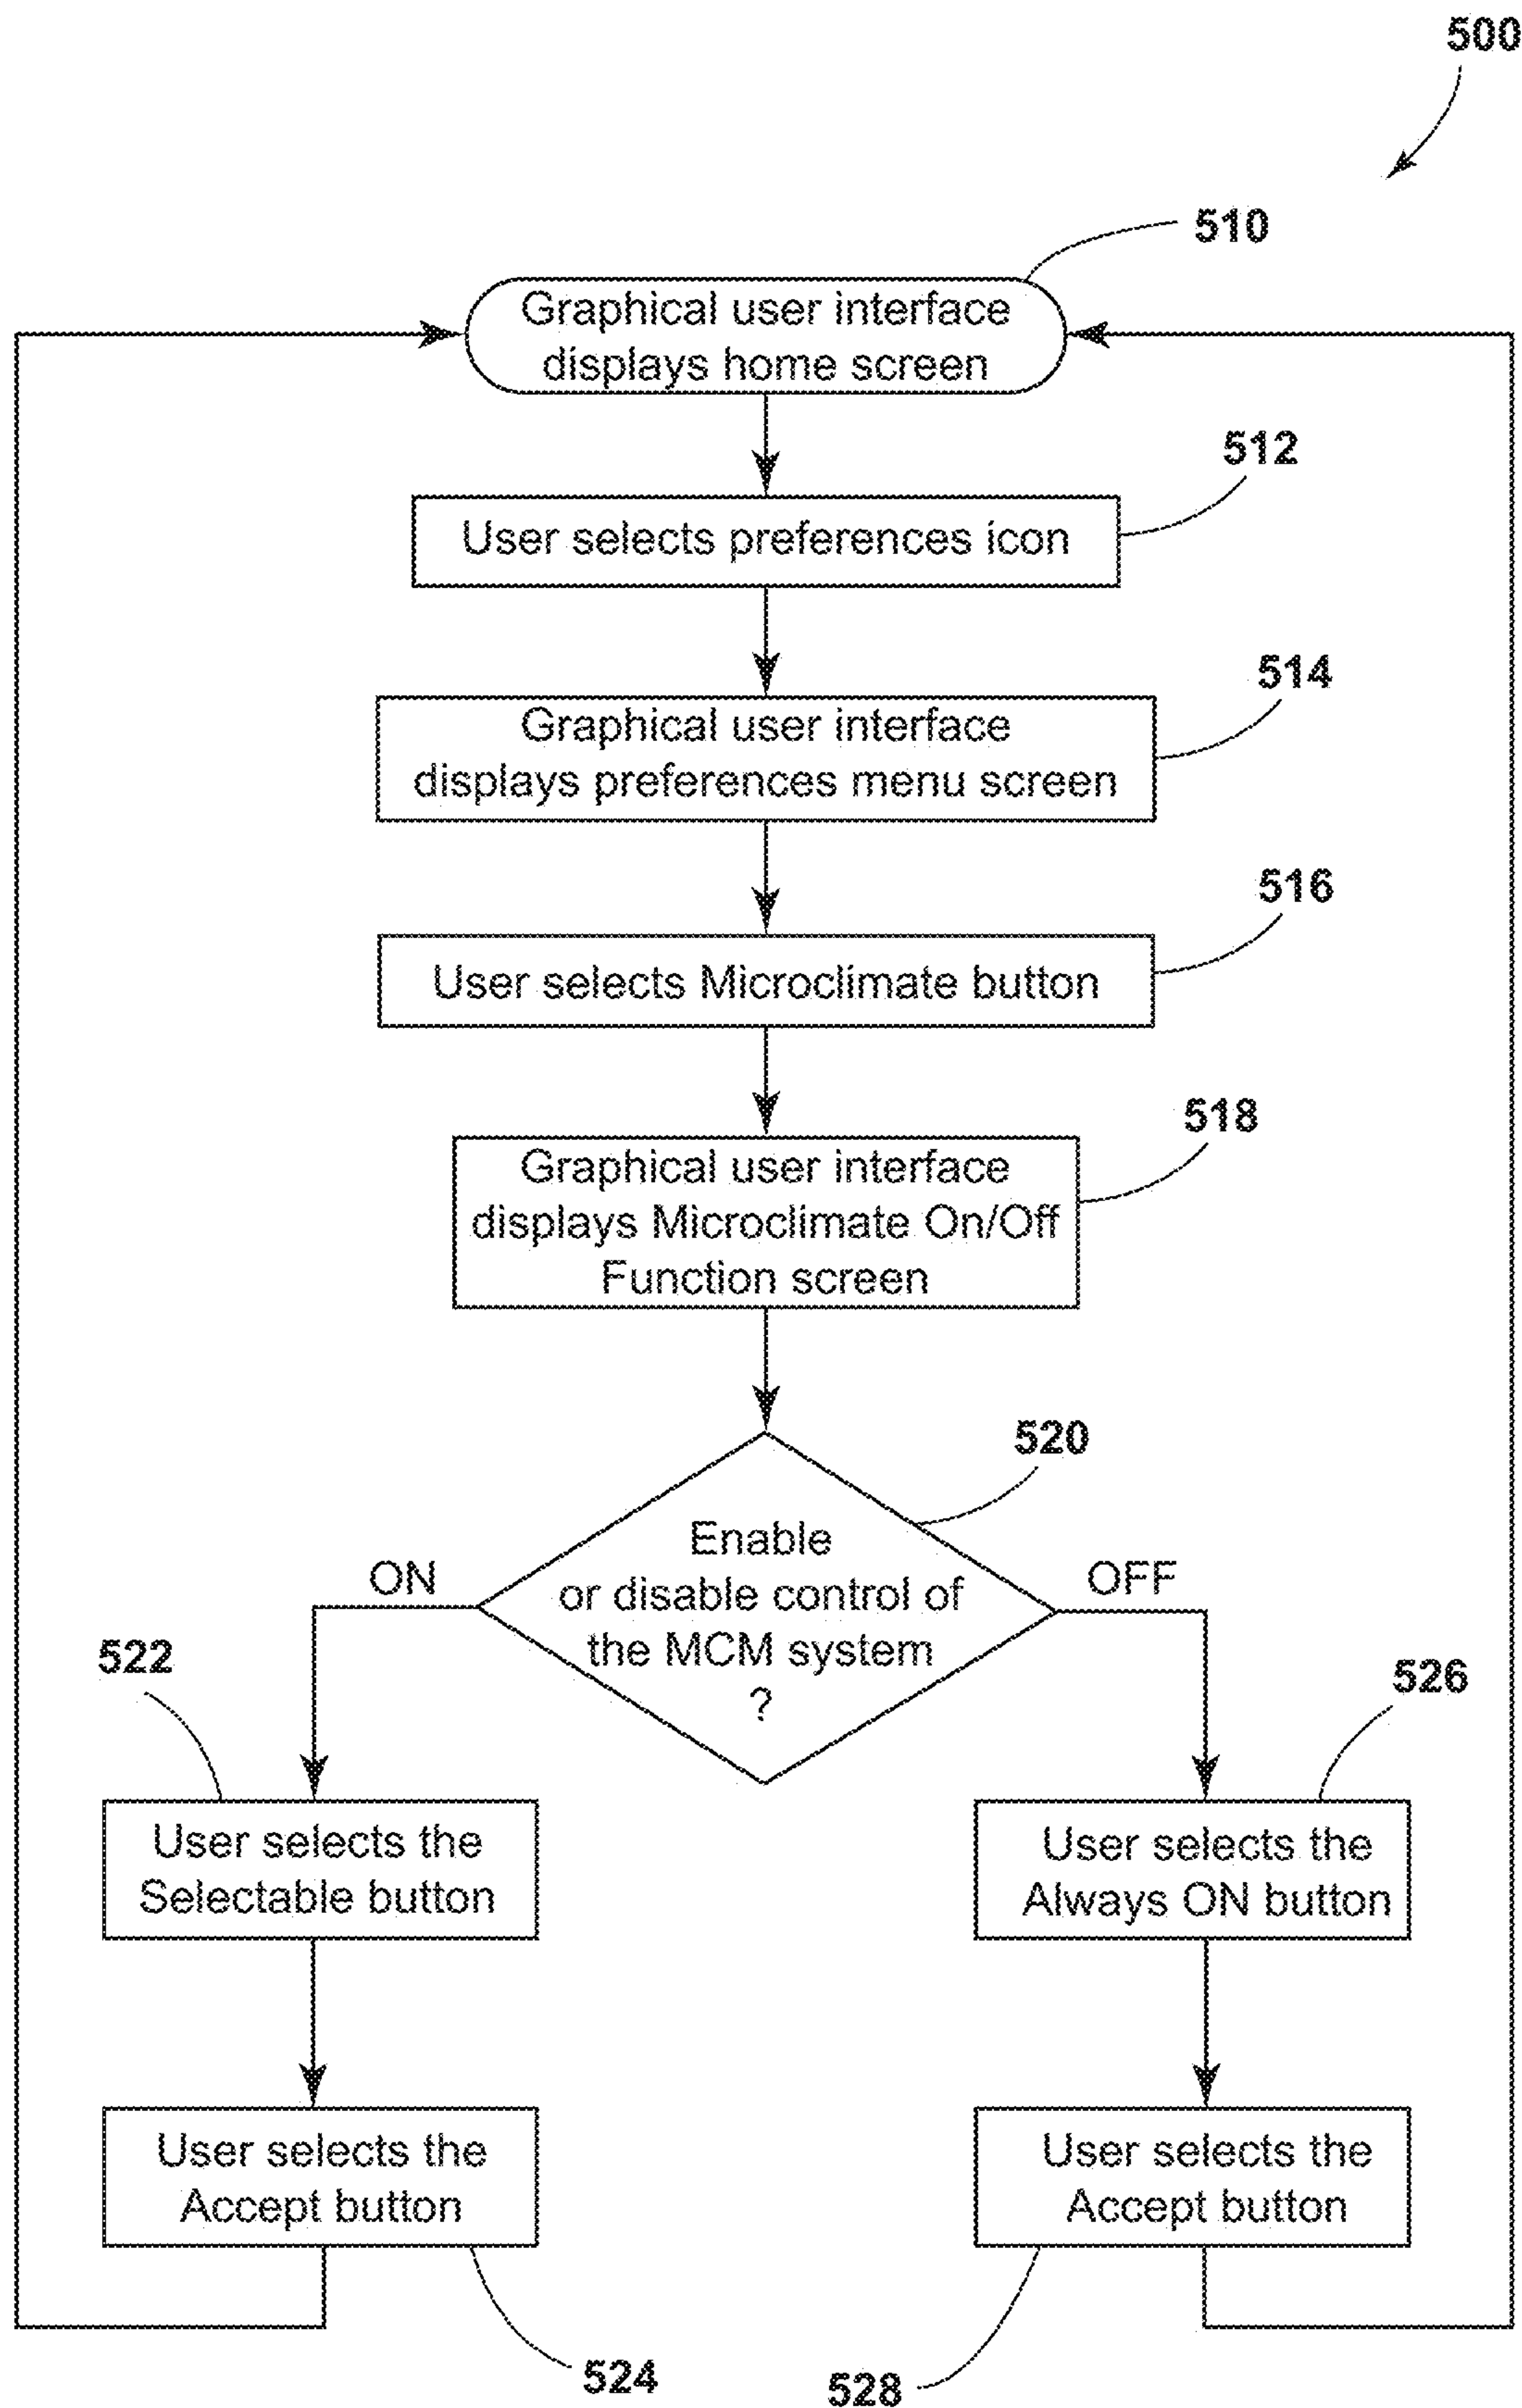 500
510
Graphical user interface
displays home screen
512
User selects preferences icon
514
Graphical user interface
displays preferences menu screen
516
User selects Microclimate button
518
Graphical user interface
displays Microclimate On/Off
Function screen
520
Enable
or disable control of
the MCM system
?
ON
OFF
522
User selects the
Selectable button
526
User selects the
Always ON button
User selects the
Accept button
524
User selects the
Accept button
528